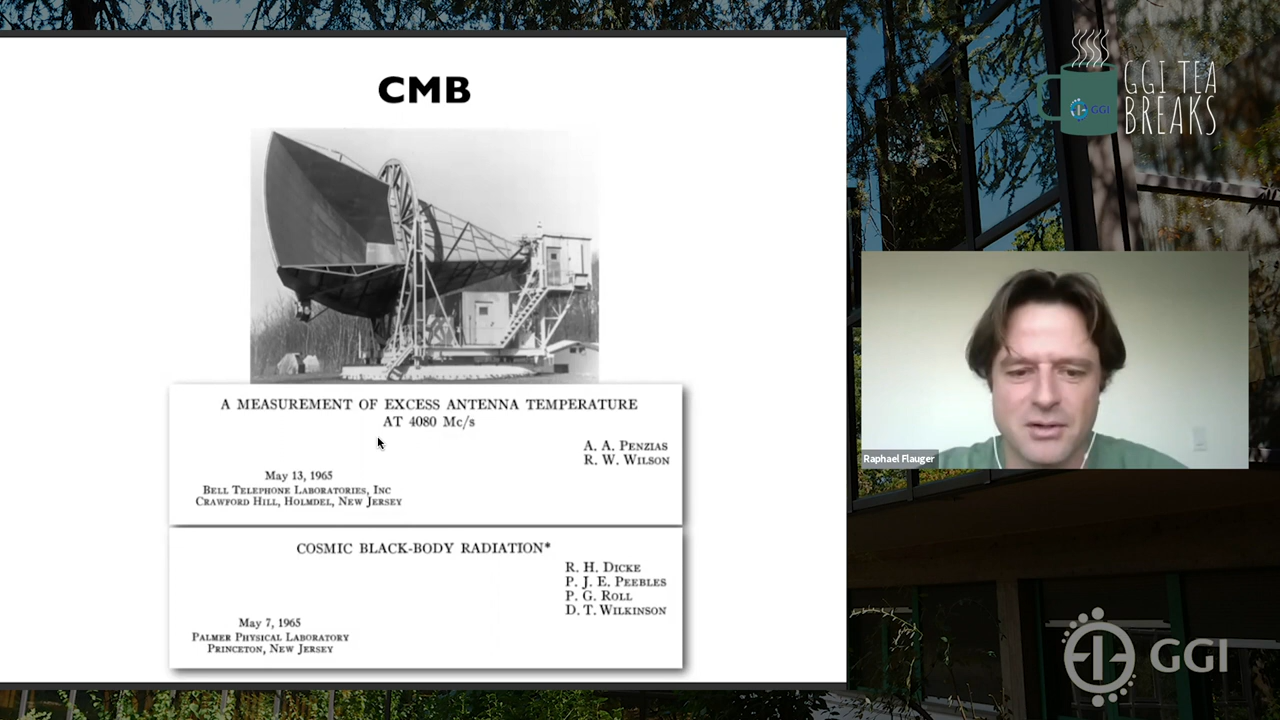 CMB
A MEASUREMENT OF EXCESS ANTENNA TEMPERATURE
AT 4080 Mc/s
A. A. PENZIAS
R. W. WILSON
May 13, 1965
BELL TELEPHONE LABORATORIES, INC
CRAWFORD HILL, HOLMDEL, NEW JERSEY
COSMIC BLACK-BODY RADIATION*
R. H. DICKE
P. J. E. PEEBLES
P. G. ROLL
D. T. WILKINSON
May 7, 1965
PALMER PHYSICAL LABORATORY
PRINCETON, NEW JERSEY
GGI TEA
BREAKS
GGI
Raphael Flauger
GGI